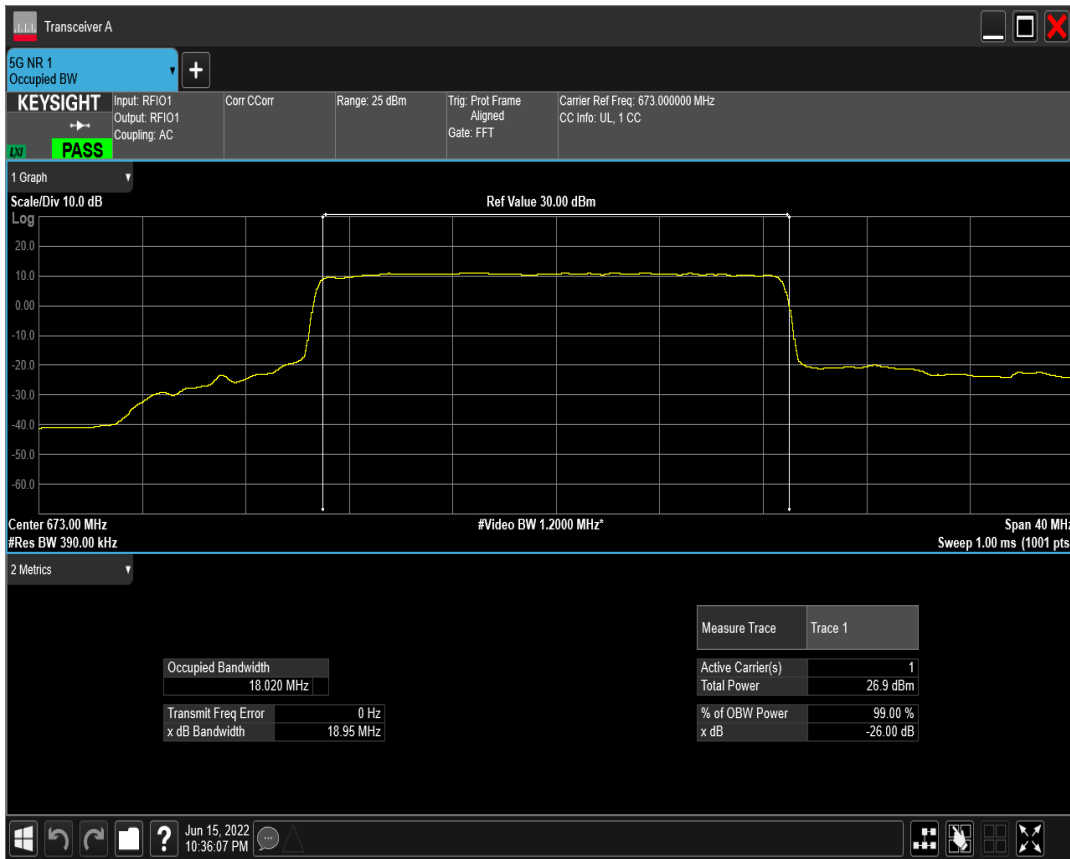 Transceiver A
5G NR 1
Occupied BW
+
KEYSIGHT
LXI
PASS
Input: RFIO1
Output: RFIO1
Coupling: AC
Corr CCorr
Range: 25 dBm
Trig: Prot Frame
Aligned
Gate: FFT
Carrier Ref Freq: 673.000000 MHz
CC Info: UL, 1 CC
1 Graph
Scale/Div 10.0 dB
Ref Value 30.00 dBm
Log
20.0
10.0
0.00
-10.0
-20.0
-30.0
-40.0
-50.0
-60.0
Center 673.00 MHz
#Video BW 1.2000 MHz*
Span 40 MHz
#Res BW 390.00 kHz
Sweep 1.00 ms (1001 pts
2 Metrics
Measure Trace Trace 1
Occupied Bandwidth
18.020 MHz
Active Carrier(s) 1
Total Power 26.9 dBm
Transmit Freq Error 0 Hz
x dB Bandwidth 18.95 MHz
% of OBW Power 99.00 %
x dB -26.00 dB
?
Jun 15, 2022
10:36:07 PM